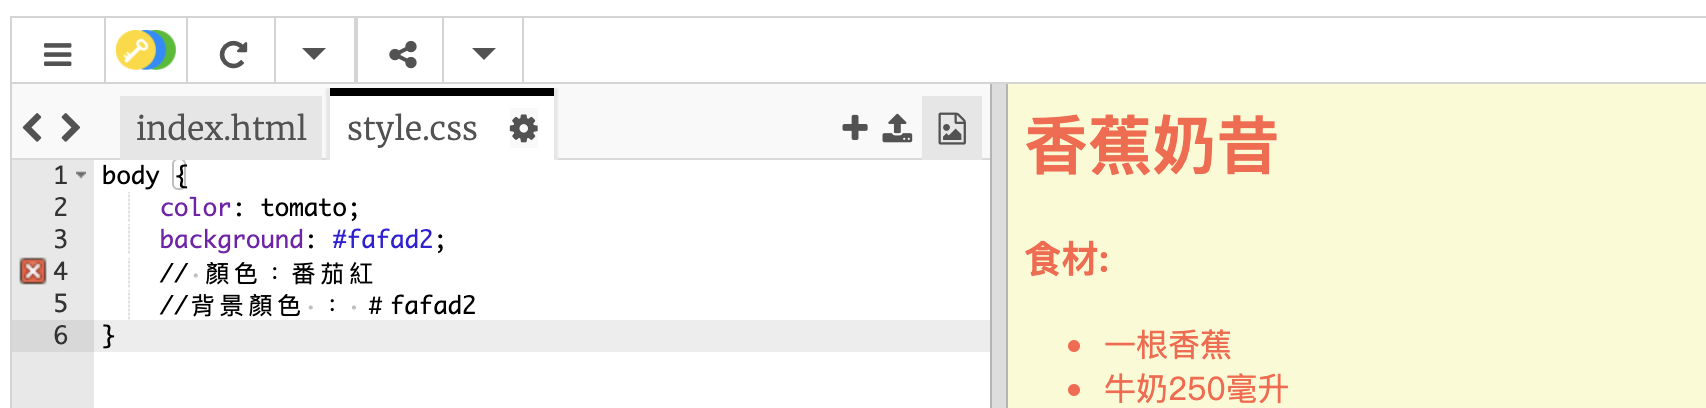 index.html style.css
1 body {
2 color: tomato;
3 background: #fafad2;
4 // 顏色：番茄紅
5 //背景顏色 ： ＃fafad2
6 }
香蕉奶昔
食材:
• 一根香蕉
• 牛奶250毫升